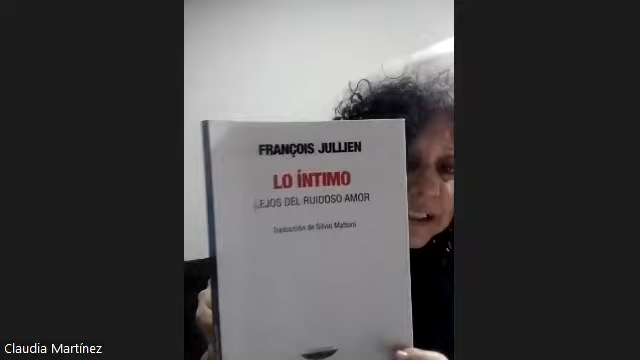 FRANÇOIS JULLIEN
LO ÍNTIMO
LEJOS DEL RUIDOSO AMOR
Traducción de Silvio Mattoni
Claudia Martínez